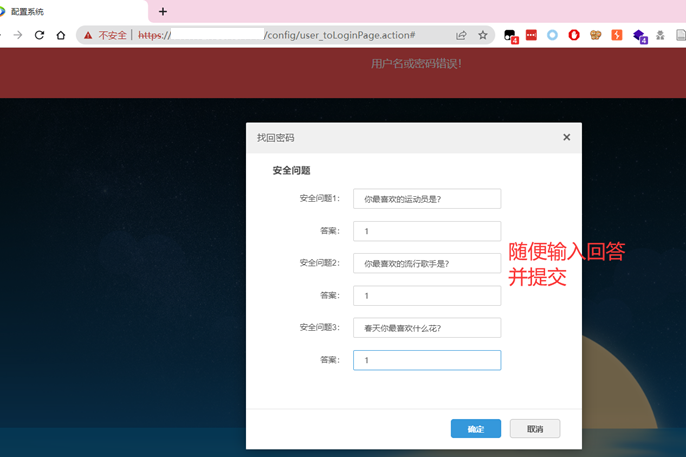 配置系统
不安全 | https://　/config/user_toLoginPage.action#
4
4
用户名或密码错误!
找回密码
安全问题
安全问题1: 你最喜欢的运动员是?
答案: 1
安全问题2: 你最喜欢的流行歌手是?
答案: 1
安全问题3: 春天你最喜欢什么花?
答案: 1
随便输入回答
并提交
确定 取消